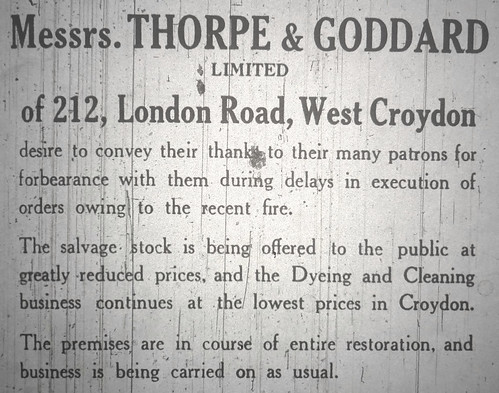 Messrs. THORPE & GODDARD
LIMITED
of 212, London Road, West Croydon
desire to convey their thanks to their many patrons for
forbearance with them during delays in execution of
orders owing to the recent fire.
The salvage stock is being offered to the public at
greatly reduced prices, and the Dyeing and Cleaning
business continues at the lowest prices in Croydon.
The premises are in course of entire restoration, and
business is being carried on as usual.